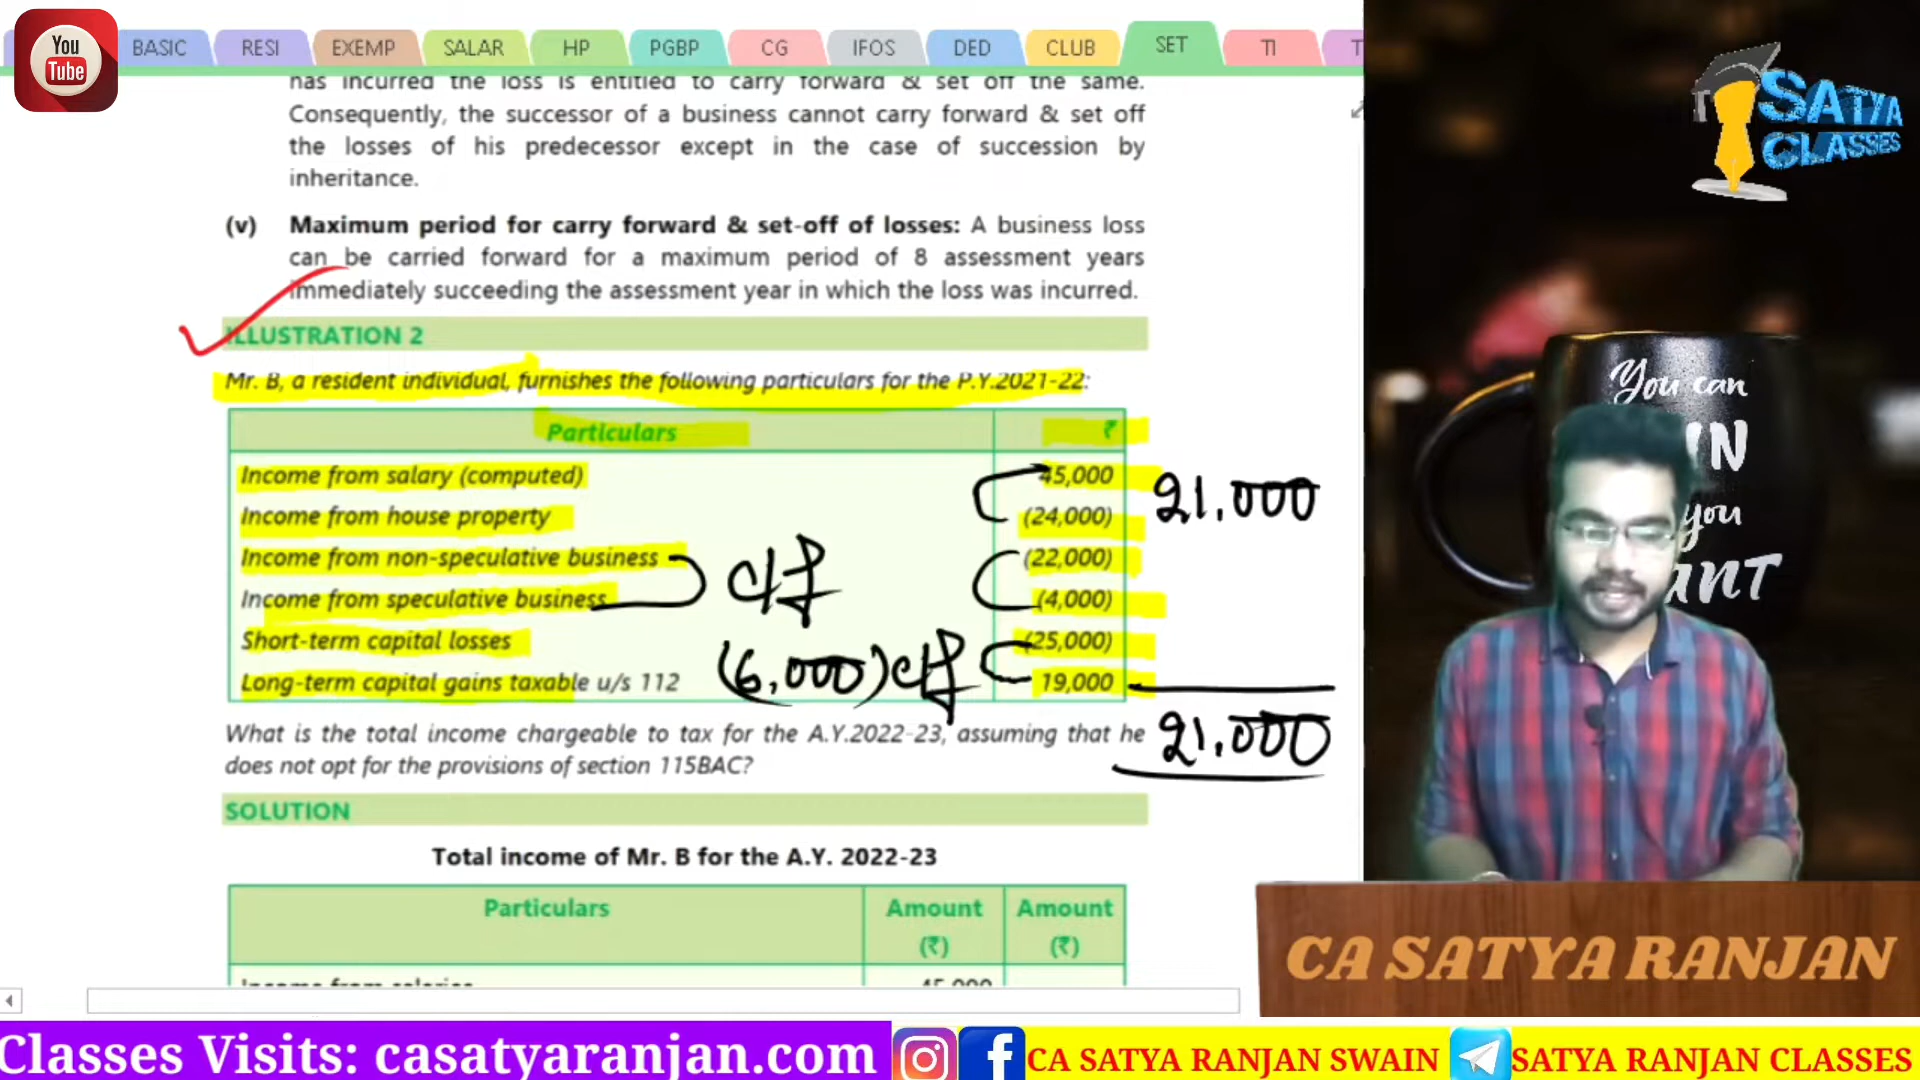 You
Tube
BASIC RESI EXEMP SALAR HP PGBP CG IFOS DED CLUB SET TI T
has incurred the loss is entitled to carry forward & set off the same.
Consequently, the successor of a business cannot carry forward & set off
the losses of his predecessor except in the case of succession by
inheritance.
(v) Maximum period for carry forward & set-off of losses: A business loss
can be carried forward for a maximum period of 8 assessment years
immediately succeeding the assessment year in which the loss was incurred.
ILLUSTRATION 2
Mr. B, a resident individual, furnishes the following particulars for the P.Y.2021-22:
Particulars ₹
Income from salary (computed) 45,000 21,000
Income from house property (24,000)
Income from non-speculative business (22,000)
c/f
Income from speculative business (4,000)
Short-term capital losses (25,000)
Long-term capital gains taxable u/s 112 (6,000) c/f 19,000
What is the total income chargeable to tax for the A.Y.2022-23, assuming that he 21,000
does not opt for the provisions of section 115BAC?
SOLUTION
Total income of Mr. B for the A.Y. 2022-23
Particulars Amount (₹) Amount (₹)
Income from salaries 45,000
SATYA
CLASSES
You can
IN
you
ANT
CA SATYA RANJAN
Classes Visits: casatyaranjan.com CA SATYA RANJAN SWAIN SATYA RANJAN CLASSES